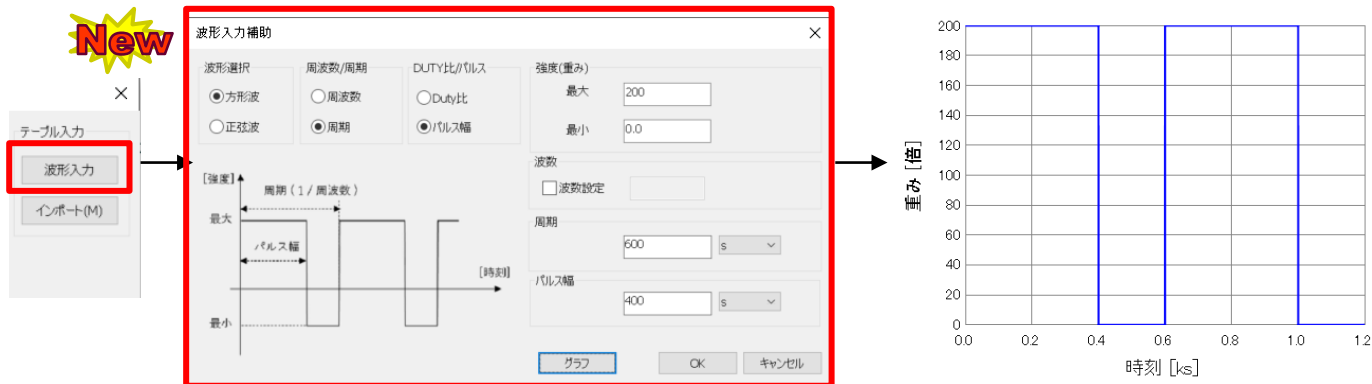 New
テーブル入力
波形入力
インポート(M)
波形入力補助
波形選択
方形波
正弦波
周波数/周期
周波数
周期
DUTY比/パルス
Duty比
パルス幅
強度(重み)
最大
200
最小
0.0
波数
波数設定
周期
600
s
パルス幅
400
s
[強度]
周期(1/周波数)
最大
パルス幅
[時刻]
最小
グラフ
OK
キャンセル
重み [倍]
200
180
160
140
120
100
80
60
40
20
0
0.0 0.2 0.4 0.6 0.8 1.0 1.2
時刻 [ks]